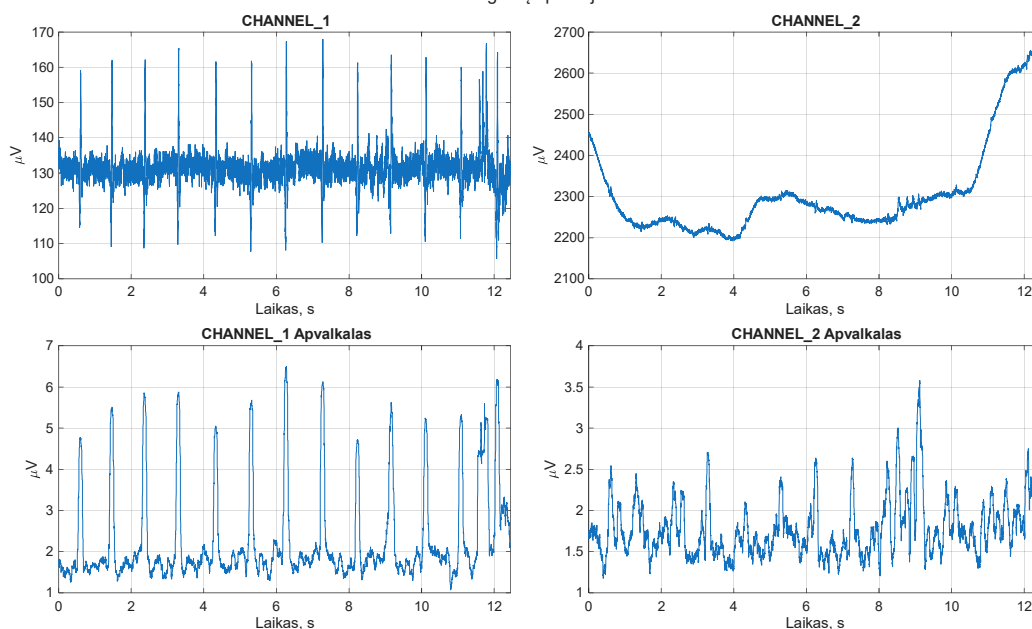 CHANNEL_1
170
160
150
140
130
120
110
100
µV
0 2 4 6 8 10 12
Laikas, s
CHANNEL_2
2700
2600
2500
2400
2300
2200
2100
µV
0 2 4 6 8 10 12
Laikas, s
CHANNEL_1 Apvalkalas
7
6
5
4
3
2
1
µV
0 2 4 6 8 10 12
Laikas, s
CHANNEL_2 Apvalkalas
4
3.5
3
2.5
2
1.5
1
µV
0 2 4 6 8 10 12
Laikas, s